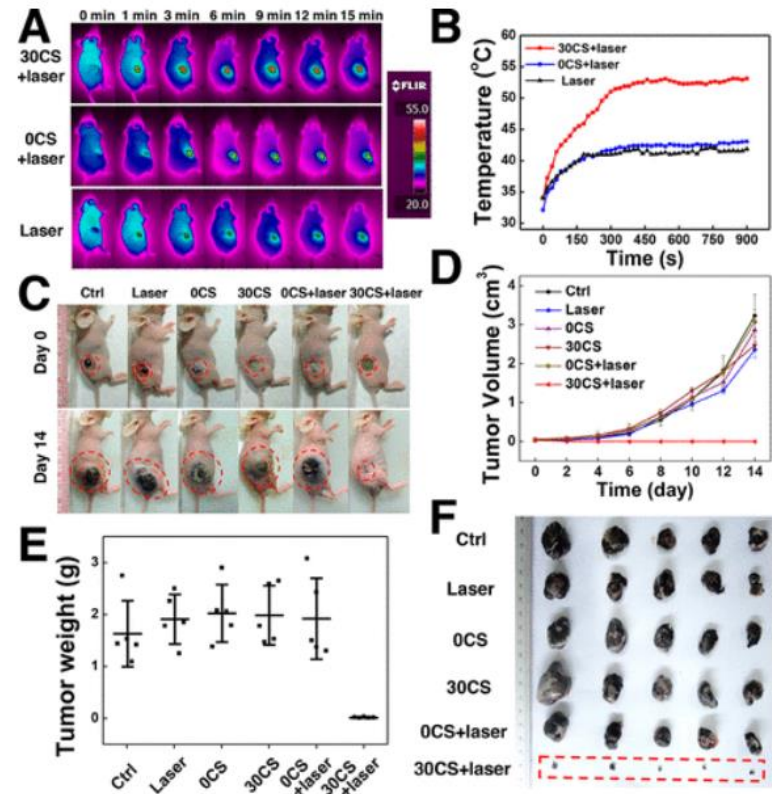 A
0 min 1 min 3 min 6 min 9 min 12 min 15 min
30CS
+laser
0CS
+laser
Laser
FLIR
55.0
20.0
B
Temperature (°C)
60
55
50
45
40
35
30
30CS+laser
0CS+laser
Laser
0 150 300 450 600 750 900
Time (s)
C
Ctrl Laser 0CS 30CS 0CS+laser 30CS+laser
Day 0
Day 14
D
Tumor Volume (cm³)
4
3
2
1
0
Ctrl
Laser
0CS
30CS
0CS+laser
30CS+laser
0 2 4 6 8 10 12 14
Time (day)
E
Tumor weight (g)
3
2
1
0
Ctrl
Laser
0CS
30CS
0CS
+laser
30CS
+laser
F
Ctrl
Laser
0CS
30CS
0CS+laser
30CS+laser